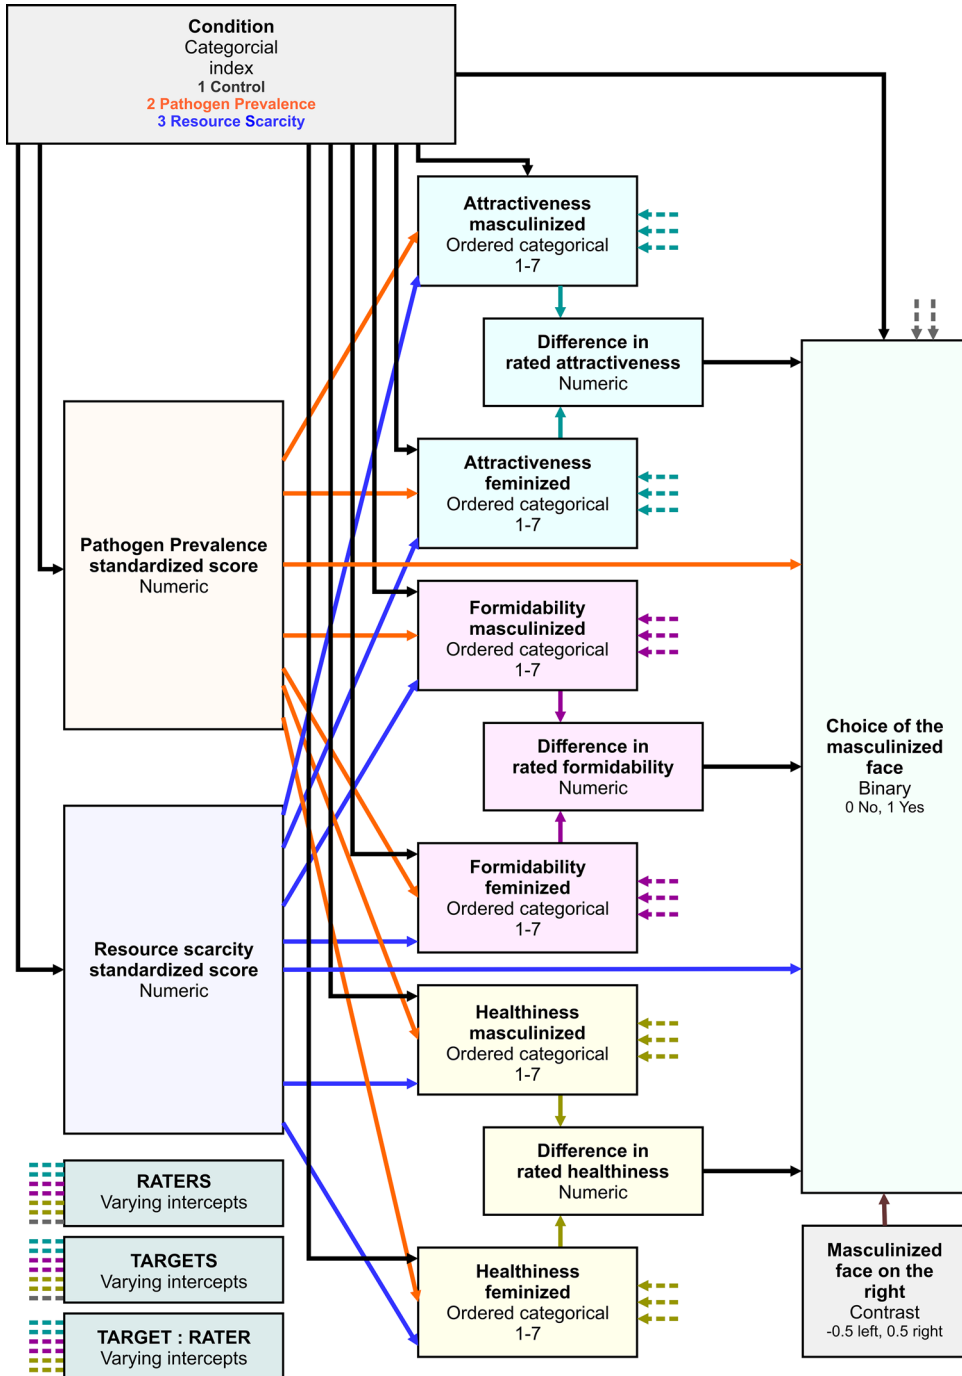 Condition
Categorcial
index
1 Control
2 Pathogen Prevalence
3 Resource Scarcity
Attractiveness
masculinized
Ordered categorical
1-7
Difference in
rated attractiveness
Numeric
Attractiveness
feminized
Ordered categorical
1-7
Pathogen Prevalence
standardized score
Numeric
Formidability
masculinized
Ordered categorical
1-7
Difference in
rated formidability
Numeric
Choice of the
masculinized
face
Binary
0 No, 1 Yes
Formidability
feminized
Ordered categorical
1-7
Resource scarcity
standardized score
Numeric
Healthiness
masculinized
Ordered categorical
1-7
Difference in
rated healthiness
Numeric
RATERS
Varying intercepts
TARGETS
Varying intercepts
TARGET : RATER
Varying intercepts
Healthiness
feminized
Ordered categorical
1-7
Masculinized
face on the
right
Contrast
-0.5 left, 0.5 right